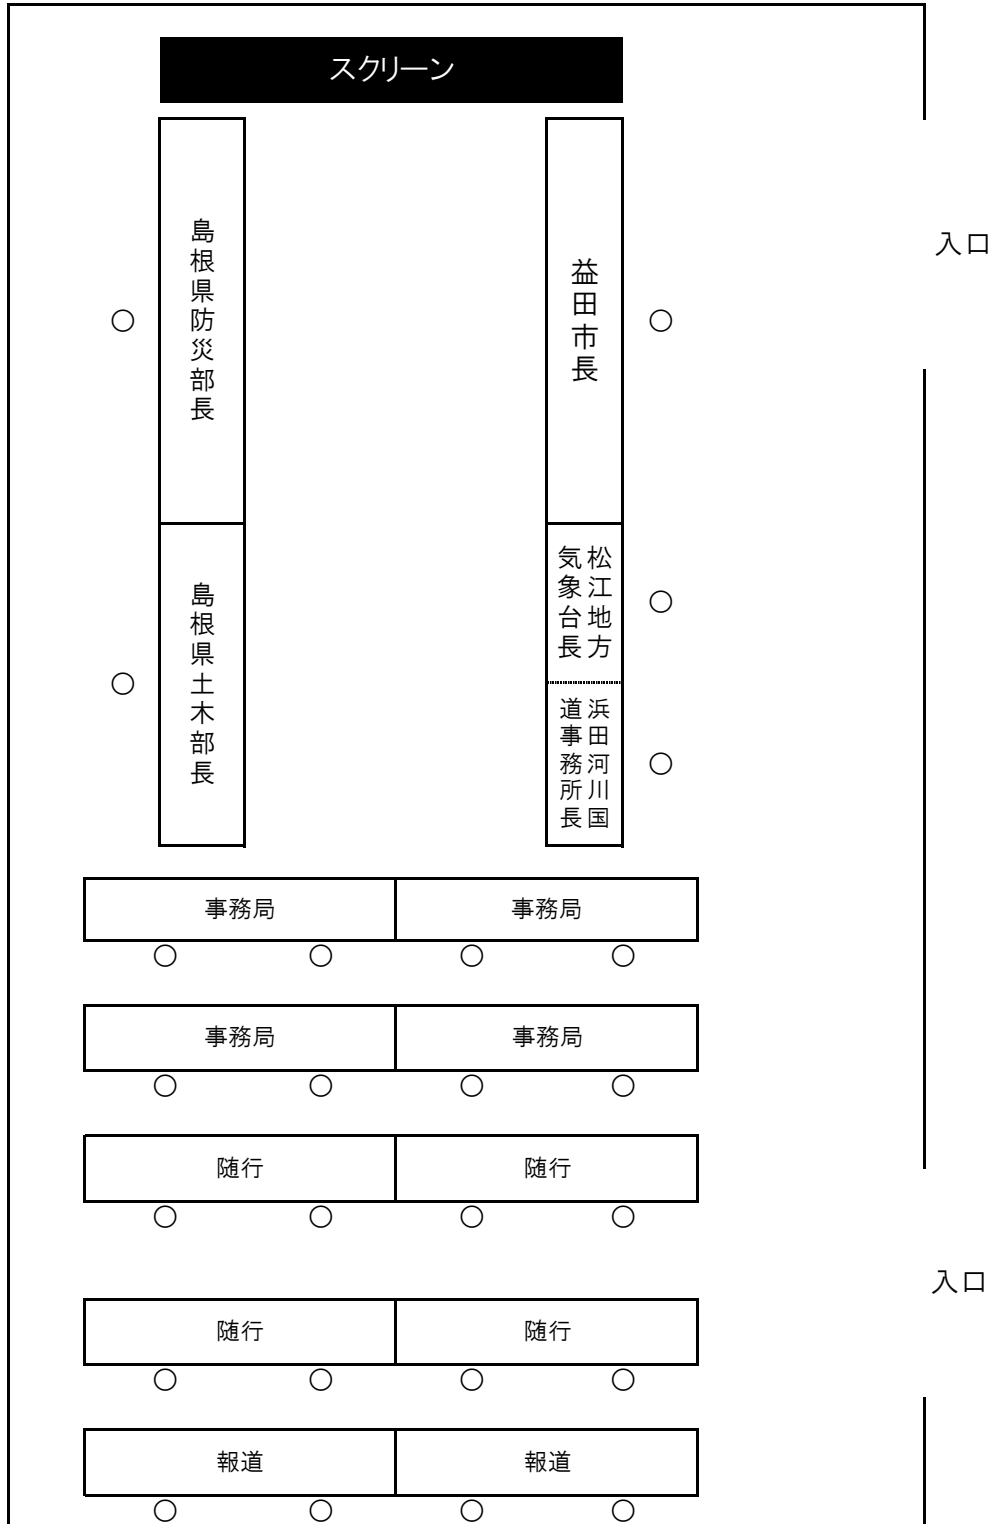 スクリーン
島根県防災部長
益田市長
入口
島根県土木部長
松江地方
気象台長
浜田河川国
道事務所長
事務局
事務局
事務局
事務局
随行
随行
入口
随行
随行
報道
報道